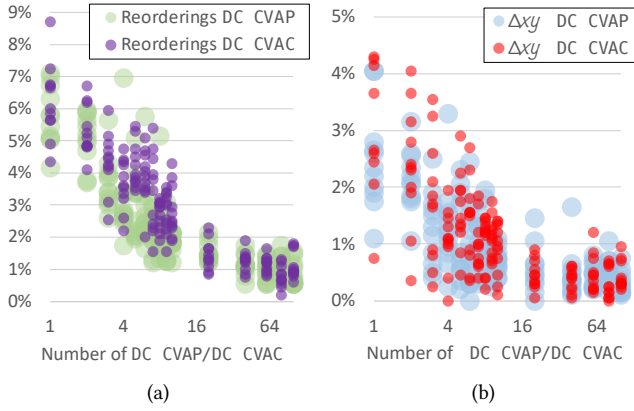 9%
8%
7%
6%
5%
4%
3%
2%
1%
0%
Reorderings DC CVAP
Reorderings DC CVAC
1 4 16 64
Number of DC CVAP/DC CVAC
(a)
5%
4%
3%
2%
1%
0%
Δxy DC CVAP
Δxy DC CVAC
1 4 16 64
Number of DC CVAP/DC CVAC
(b)